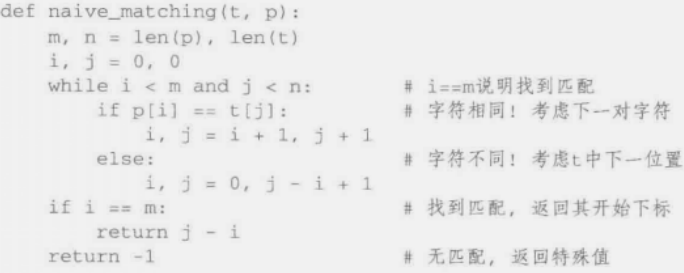 def naive_matching(t, p):
    m, n = len(p), len(t)
    i, j = 0, 0
    while i < m and j < n:          # i==m说明找到匹配
        if p[i] == t[j]:            # 字符相同！考虑下一对字符
            i, j = i + 1, j + 1
        else:                       # 字符不同！考虑t中下一位置
            i, j = 0, j - i + 1
    if i == m:                      # 找到匹配, 返回其开始下标
        return j - i
    return -1                       # 无匹配, 返回特殊值